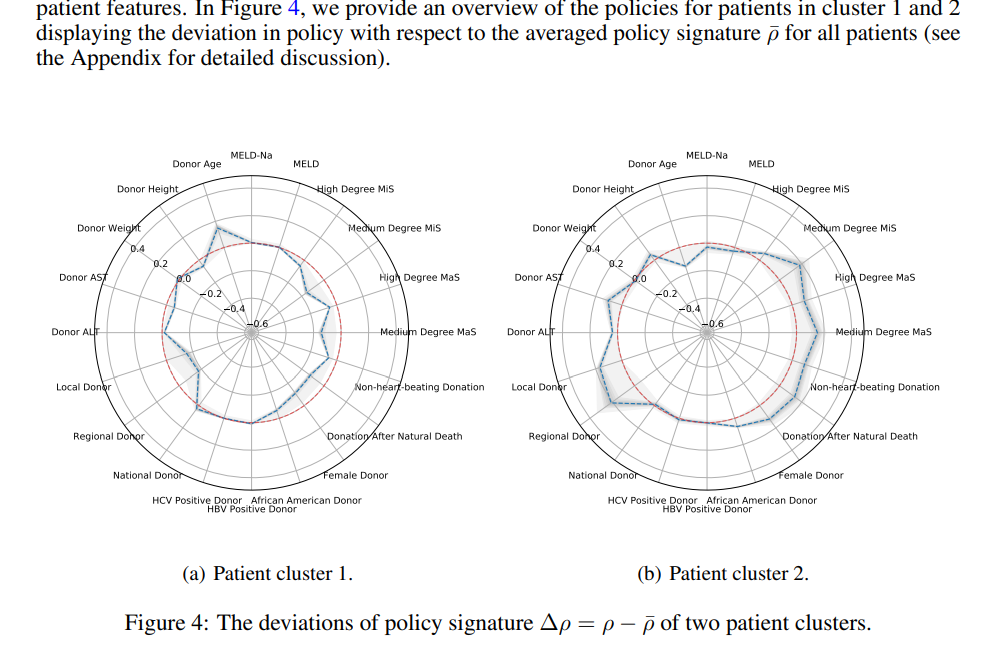 patient features. In Figure 4, we provide an overview of the policies for patients in cluster 1 and 2
displaying the deviation in policy with respect to the averaged policy signature ρ̄ for all patients (see
the Appendix for detailed discussion).
MELD-Na
Donor Age
MELD
Donor Height
High Degree MiS
Donor Weight
Medium Degree MiS
0.4
0.2
Donor AST
0.0
High Degree MaS
−0.2
−0.4
−0.6
Donor ALT
Medium Degree MaS
Local Donor
Non-heart-beating Donation
Regional Donor
Donation After Natural Death
National Donor
Female Donor
HCV Positive Donor
African American Donor
HBV Positive Donor
MELD-Na
Donor Age
MELD
Donor Height
High Degree MiS
Donor Weight
Medium Degree MiS
0.4
0.2
Donor AST
0.0
High Degree MaS
−0.2
−0.4
−0.6
Donor ALT
Medium Degree MaS
Local Donor
Non-heart-beating Donation
Regional Donor
Donation After Natural Death
National Donor
Female Donor
HCV Positive Donor
African American Donor
HBV Positive Donor
(a) Patient cluster 1.
(b) Patient cluster 2.
Figure 4: The deviations of policy signature Δρ = ρ − ρ̄ of two patient clusters.